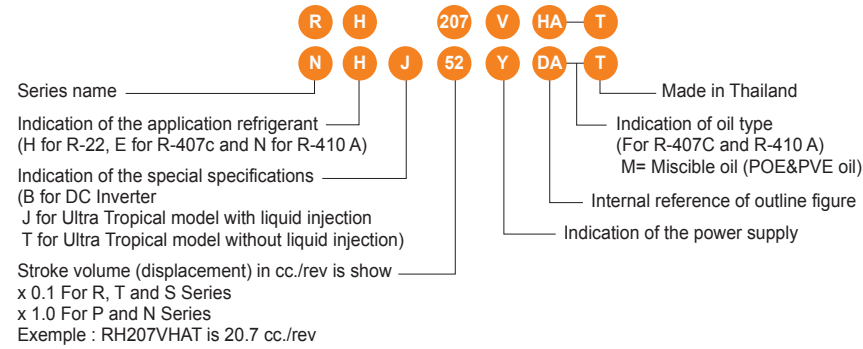 R H 207 V HA T
N H J 52 Y DA T
Series name
Made in Thailand
Indication of the application refrigerant
(H for R-22, E for R-407c and N for R-410 A)
Indication of oil type
(For R-407C and R-410 A)
M= Miscible oil (POE&PVE oil)
Indication of the special specifications
(B for DC Inverter
J for Ultra Tropical model with liquid injection
T for Ultra Tropical model without liquid injection)
Internal reference of outline figure
Indication of the power supply
Stroke volume (displacement) in cc./rev is show
x 0.1 For R, T and S Series
x 1.0 For P and N Series
Exemple : RH207VHAT is 20.7 cc./rev